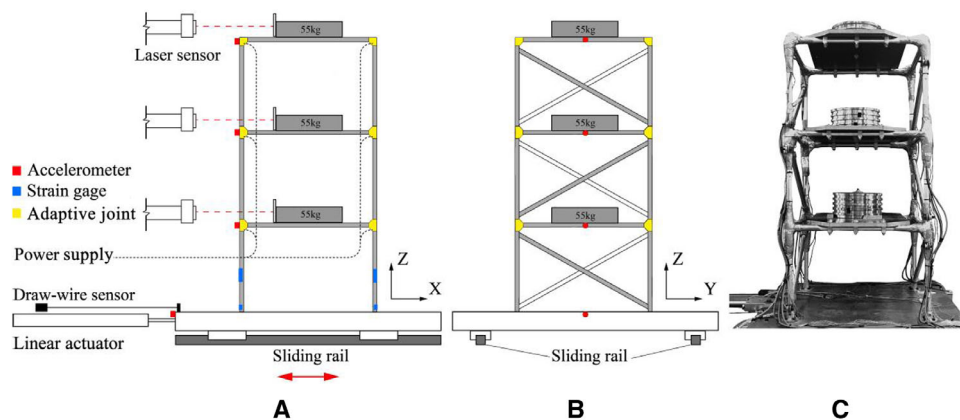 55kg
55kg
Laser sensor
55kg
55kg
Accelerometer
Strain gage
Adaptive joint
55kg
55kg
Power supply
Z
Z
Draw-wire sensor
X
Y
Linear actuator
Sliding rail
Sliding rail
A
B
C